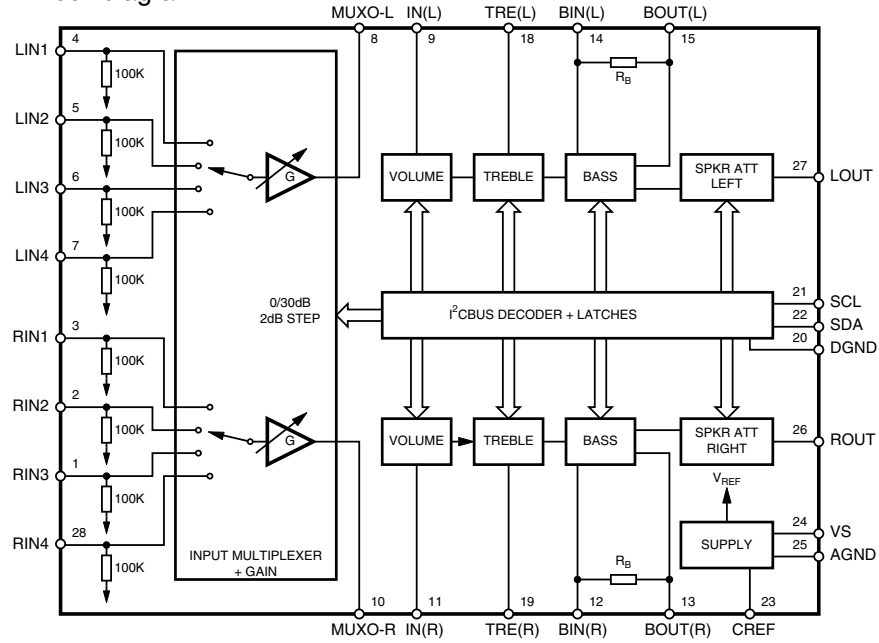 MUXO-L IN(L) TRE(L) BIN(L) BOUT(L)
4 8 9 18 14 15
LIN1
100K
RB
5
LIN2
100K
G
VOLUME TREBLE BASS SPKR ATT LEFT
27
LOUT
6
LIN3
100K
7
LIN4
100K
0/30dB
2dB STEP
I²CBUS DECODER + LATCHES
21
SCL
22
SDA
20
DGND
3
RIN1
100K
2
RIN2
100K
G
VOLUME TREBLE BASS SPKR ATT RIGHT
26
ROUT
1
RIN3
100K
VREF
28
RIN4
100K
INPUT MULTIPLEXER
+ GAIN
RB
SUPPLY
24
VS
25
AGND
10 11 19 12 13 23
MUXO-R IN(R) TRE(R) BIN(R) BOUT(R) CREF